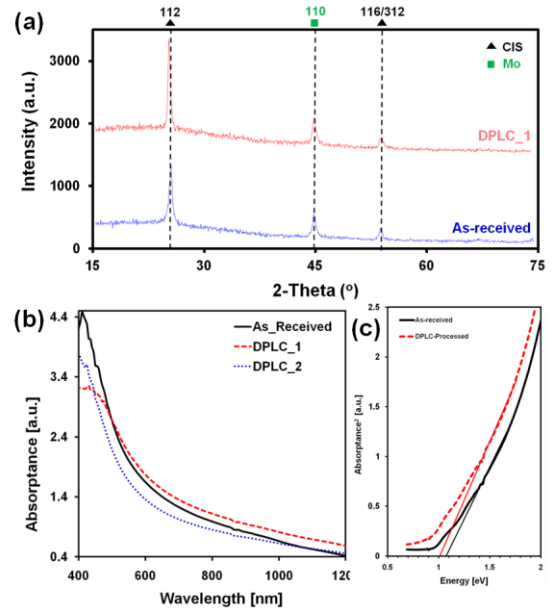 (a)
112
110
116/312
▲ CIS
■ Mo
DPLC_1
As-received
Intensity (a.u.)
3000
2000
1000
0
15 30 45 60 75
2-Theta (°)
(b)
As_Received
DPLC_1
DPLC_2
Absorptance [a.u.]
4.4
3.4
2.4
1.4
0.4
400 600 800 1000 1200
Wavelength [nm]
(c)
As-received
DPLC-Processed
Absorptance² [a.u.]
2.5
2
1.5
1
0.5
0
0.5 1 1.5 2
Energy [eV]